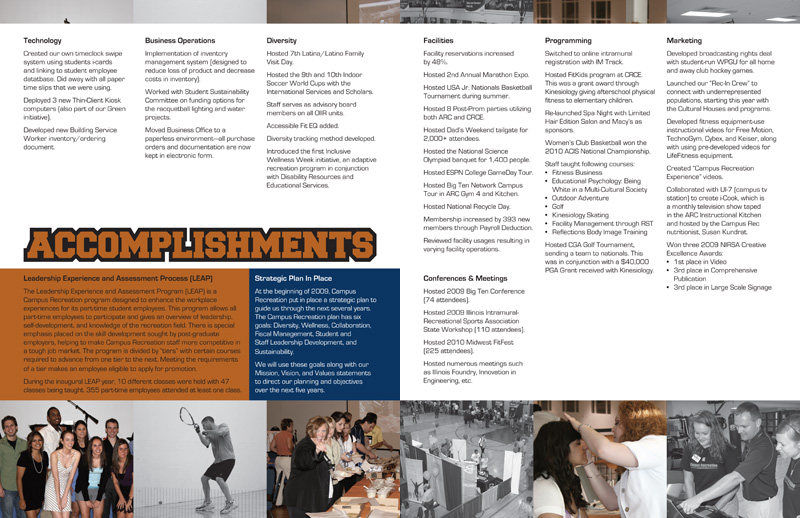 Technology
Created our own timeclock swipe
system using students i-cards
and linking to student employee
datatbase. Did away with all paper
time slips that we were using.
Deployed 3 new Thin-Client Kiosk
computers (also part of our Green
initiative).
Developed new Building Service
Worker inventory/ordering
document.
Business Operations
Implementation of inventory
management system (designed to
reduce loss of product and decrease
costs in inventory).
Worked with Student Sustainability
Committee on funding options for
the racquetball lighting and water
projects.
Moved Business Office to a
paperless environment—all purchase
orders and documentation are now
kept in electronic form.
Diversity
Hosted 7th Latina/Latino Family
Visit Day.
Hosted the 9th and 10th Indoor
Soccer World Cups with the
International Services and Scholars.
Staff serves as advisory board
members on all OIIR units.
Accessible Fit EQ added.
Diversity tracking method developed.
Introduced the first inclusive
Wellness Week initiative, an adaptive
recreation program in conjunction
with Disability Resources and
Educational Services.
ACCOMPLISHMENTS
Leadership Experience and Assessment Process (LEAP)
The Leadership Experience and Assessment Program (LEAP) is a
Campus Recreation program designed to enhance the workplace
experiences for its part-time student employees. This program allows all
part-time employees to participate and gives an overview of leadership,
self-development, and knowledge of the recreation field. There is special
emphasis placed on the skill development sought by post-graduate
employers, helping to make Campus Recreation staff more competitive in
a tough job market. The program is divided by "tiers" with certain courses
required to advance from one tier to the next. Meeting the requirements
of a tier makes an employee eligible to apply for promotion.
During the inaugural LEAP year, 10 different classes were held with 47
classes being taught. 355 part-time employees attended at least one class.
Strategic Plan In Place
At the beginning of 2009, Campus
Recreation put in place a strategic plan to
guide us through the next several years.
The Campus Recreation plan has six
goals: Diversity, Wellness, Collaboration,
Fiscal Management, Student and
Staff Leadership Development, and
Sustainability.
We will use these goals along with our
Mission, Vision, and Values statements
to direct our planning and objectives
over the next five years.
Facilities
Facility reservations increased
by 48%.
Hosted 2nd Annual Marathon Expo.
Hosted USA Jr. Nationals Basketball
Tournament during summer.
Hosted 8 Post-Prom parties utilizing
both ARC and CRCE.
Hosted Dad's Weekend tailgate for
2,000+ attendees.
Hosted the National Science
Olympiad banquet for 1,400 people.
Hosted ESPN College GameDay Tour.
Hosted Big Ten Network Campus
Tour in ARC Gym 4 and Kitchen.
Hosted National Recycle Day.
Membership increased by 393 new
members through Payroll Deduction.
Reviewed facility usages resulting in
varying facility operations.
Conferences & Meetings
Hosted 2009 Big Ten Conference
(74 attendees).
Hosted 2009 Illinois Intramural-
Recreational Sports Association
State Workshop (110 attendees).
Hosted 2010 Midwest FitFest
(225 attendees).
Hosted numerous meetings such
as Illinois Foundry, Innovation in
Engineering, etc.
Programming
Switched to online intramural
registration with IM Track.
Hosted FitKids program at CRCE.
This was a grant award through
Kinesiology giving afterschool physical
fitness to elementary children.
Re-launched Spa Night with Limited
Hair Edition Salon and Macy's as
sponsors.
Women's Club Basketball won the
2010 ACIS National Championship.
Staff taught following courses:
• Fitness Business
• Educational Psychology: Being
White in a Multi-Cultural Society
• Outdoor Adventure
• Golf
• Kinesiology Skating
• Facility Management through RST
• Reflections Body Image Training
Hosted CGA Golf Tournament,
sending a team to nationals. This
was in conjunction with a $40,000
PGA Grant received with Kinesiology.
Marketing
Developed broadcasting rights deal
with student-run WPGU for all home
and away club hockey games.
Launched our "Rec-In Crew" to
connect with underrepresented
populations, starting this year with
the Cultural Houses and programs.
Developed fitness equipment-use
instructional videos for Free Motion,
TechnoGym, Cybex, and Keiser, along
with using pre-developed videos for
LifeFitness equipment.
Created "Campus Recreation
Experience" videos.
Collaborated with UI-7 (campus tv
station) to create i-Cook, which is
a monthly television show taped
in the ARC Instructional Kitchen
and hosted by the Campus Rec
nutritionist, Susan Kundrat.
Won three 2009 NIRSA Creative
Excellence Awards:
• 1st place in Video
• 3rd place in Comprehensive
Publication
• 3rd place in Large Scale Signage